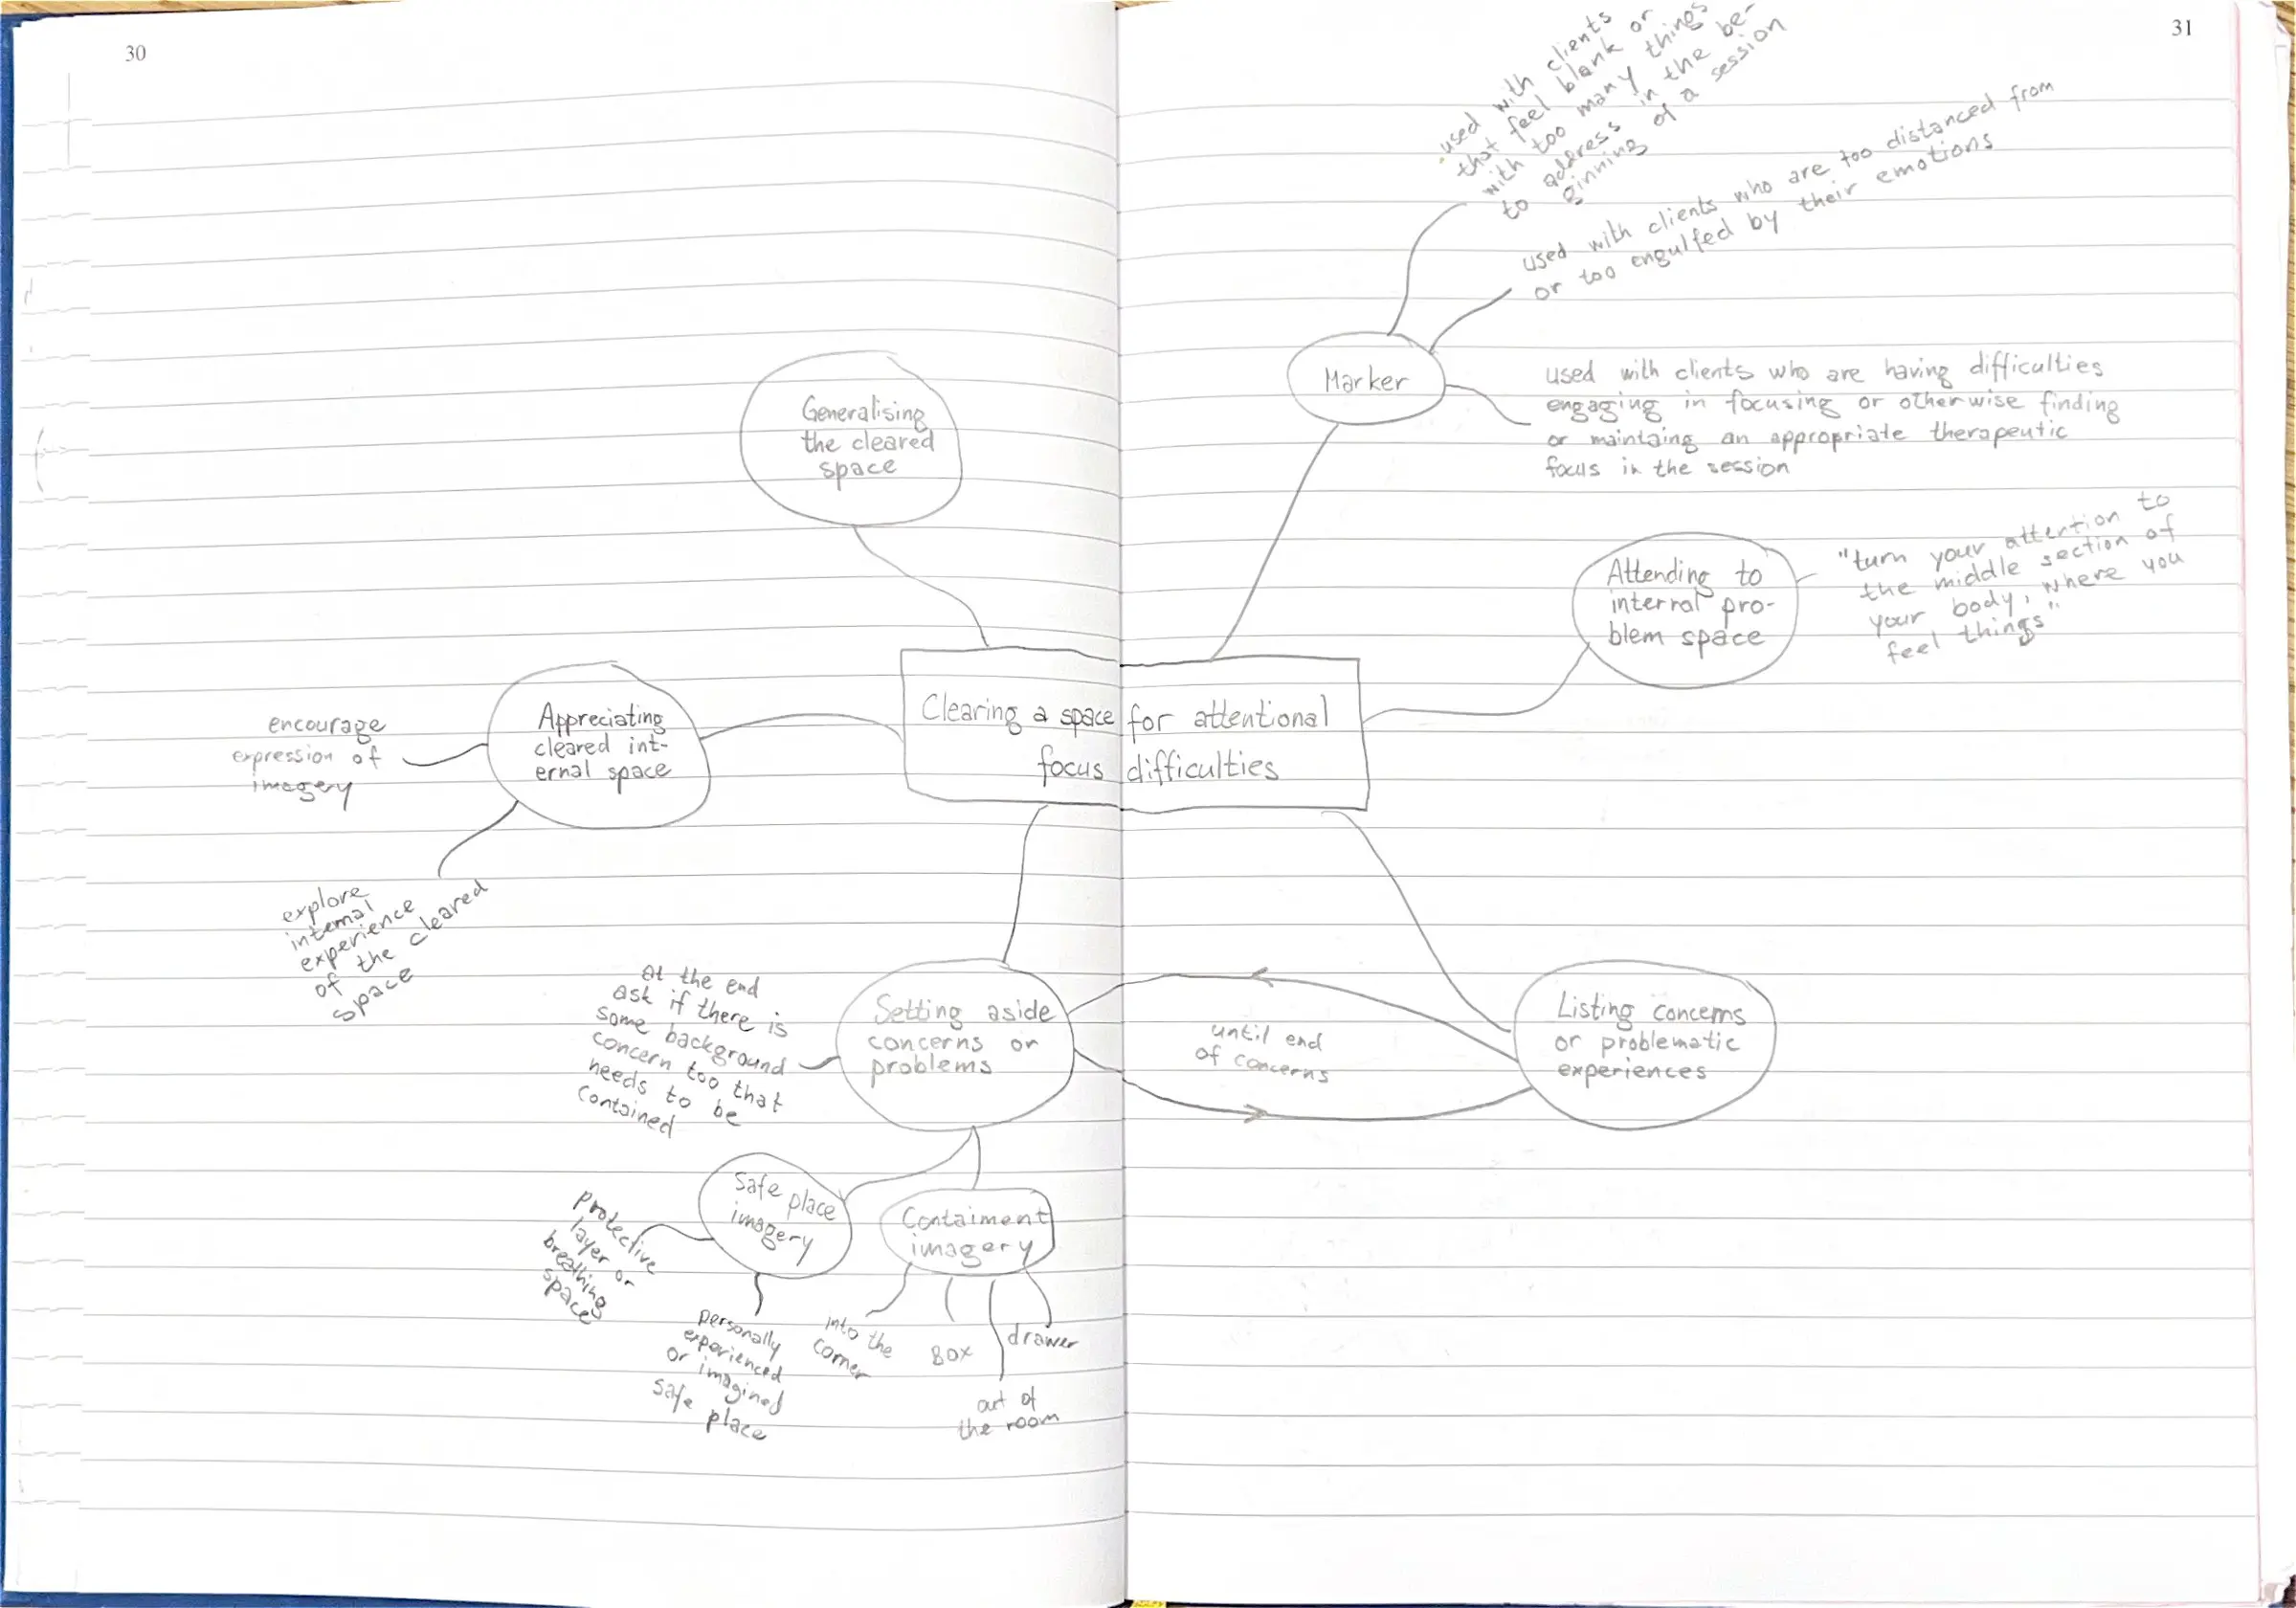 30
31
used with clients
that feel blank or
with too many things
to address in the be-
ginning of a session
used with clients who are too distanced from
or too engulfed by their emotions
Marker
used with clients who are having difficulties
engaging in focusing or otherwise finding
or maintaing an appropriate therapeutic
focus in the session
Generalising
the cleared
space
Attending to
internal pro-
blem space
"turn your attention to
the middle section of
your body, where you
feel things"
Clearing a space for attentional
focus difficulties
Appreciating
cleared int-
ernal space
encourage
expression of
imagery
explore
internal
experience
of the cleared
space
Setting aside
concerns or
problems
at the end
ask if there is
some background
concern too that
needs to be
contained
until end
of concerns
Listing concerns
or problematic
experiences
Safe place
imagery
protective
layer or
breathing
space
personally
experienced
or imagined
safe place
Contaiment
imagery
into the
corner
BOX
out of
the room
drawer